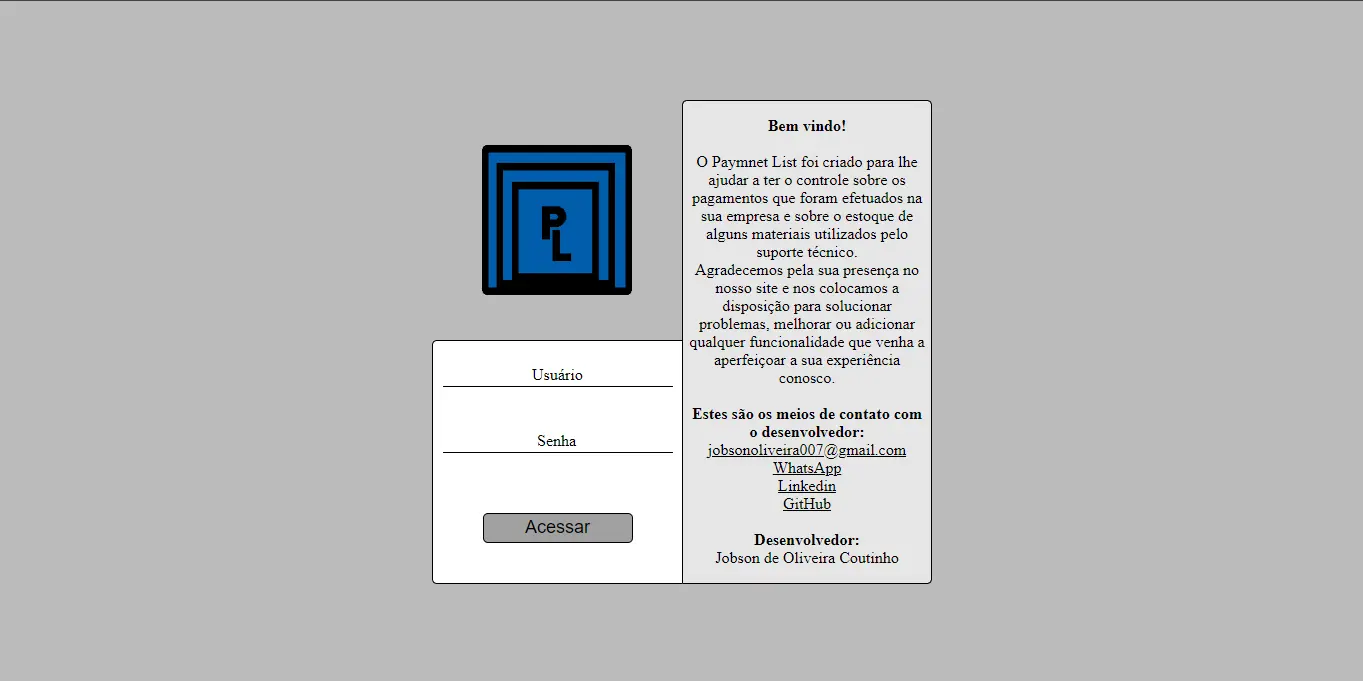 PL
Usuário
Senha
Acessar
Bem vindo!
O Paymnet List foi criado para lhe
ajudar a ter o controle sobre os
pagamentos que foram efetuados na
sua empresa e sobre o estoque de
alguns materiais utilizados pelo
suporte técnico.
Agradecemos pela sua presença no
nosso site e nos colocamos a
disposição para solucionar
problemas, melhorar ou adicionar
qualquer funcionalidade que venha a
aperfeiçoar a sua experiência
conosco.
Estes são os meios de contato com
o desenvolvedor:
jobsonoliveira007@gmail.com
WhatsApp
Linkedin
GitHub
Desenvolvedor:
Jobson de Oliveira Coutinho